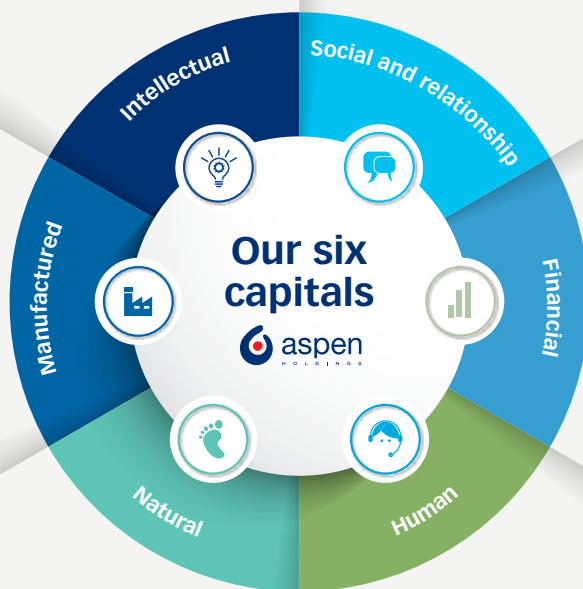 Intellectual
Social and relationship
Manufactured
Our six
capitals
aspen
HOLDINGS
Financial
Natural
Human